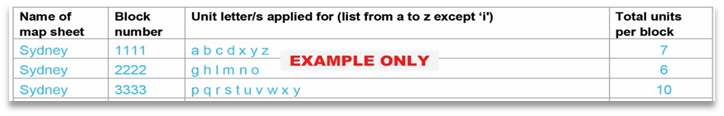 Name of map sheet Block number Unit letter/s applied for (list from a to z except ‘i’) Total units per block
Sydney 1111 a b c d x y z 7
Sydney 2222 g h l m n o 6
EXAMPLE ONLY
Sydney 3333 p q r s t u v w x y 10